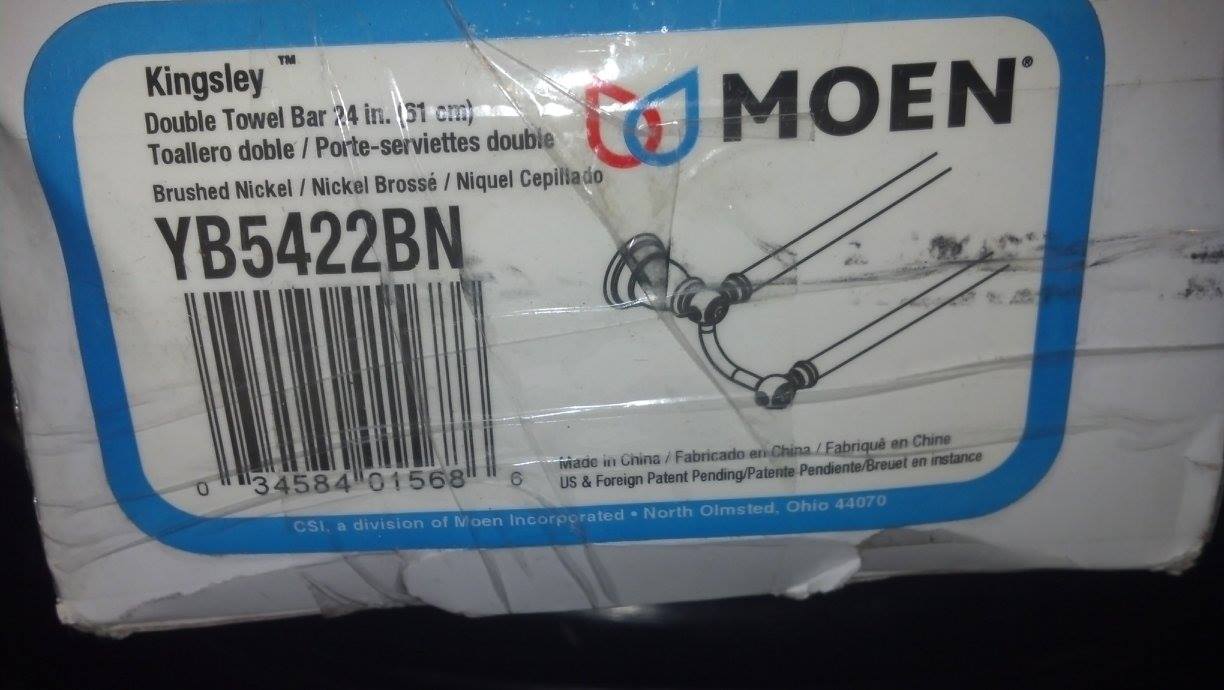 Kingsley™
Double Towel Bar 24 in. (61 cm)
Toallero doble / Porte-serviettes double
Brushed Nickel / Nickel Brossé / Niquel Cepillado
YB5422BN
MOEN®
0 34584 01568 6
Made in China / Fabricado en China / Fabriquê en Chine
US & Foreign Patent Pending/Patente Pendiente/Brevet en instance
CSI, a division of Moen Incorporated • North Olmsted, Ohio 44070